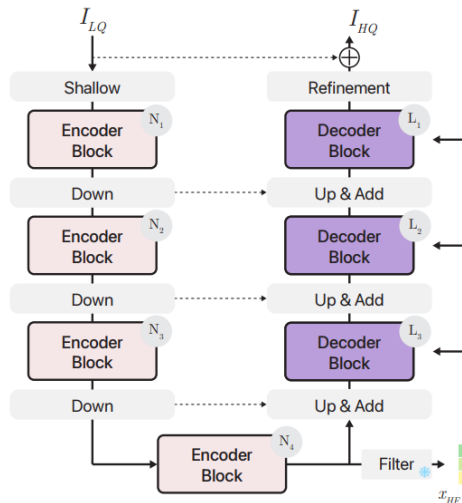 I_LQ
I_HQ
Shallow
Refinement
Encoder
Block
N₁
Decoder
Block
L₁
Down
Up & Add
Encoder
Block
N₂
Decoder
Block
L₂
Down
Up & Add
Encoder
Block
N₃
Decoder
Block
L₃
Down
Up & Add
Encoder
Block
N₄
Filter
x_HF